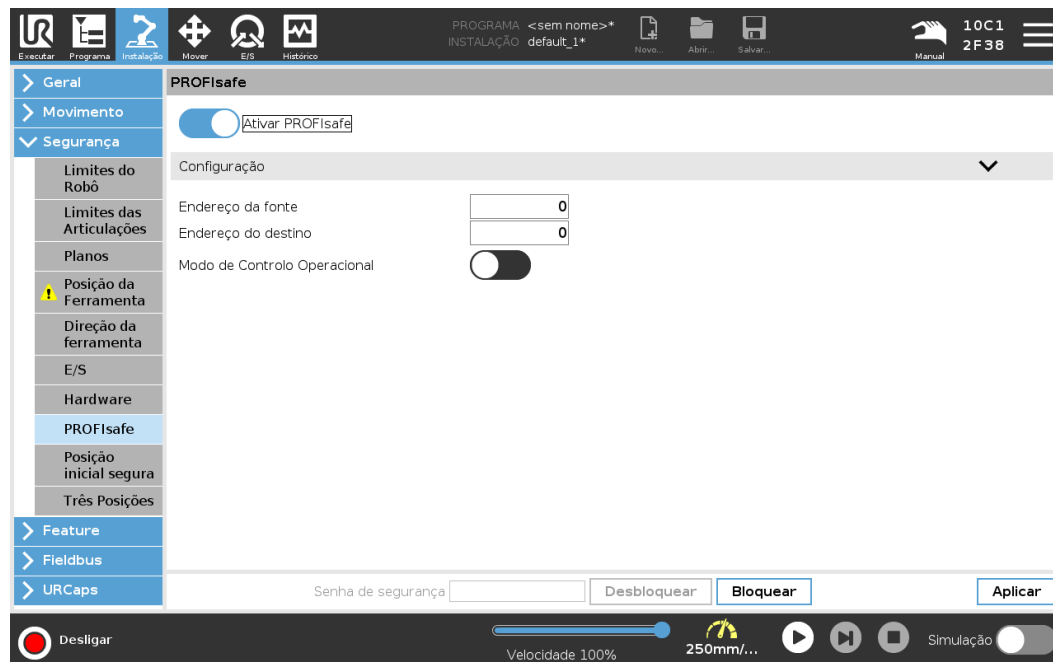 UR
Executar
Programa
Instalação
Mover
E/S
Histórico
PROGRAMA <sem nome>*
INSTALAÇÃO default_1*
Novo...
Abrir...
Salvar...
Manual
10C1
2F38
Geral
Movimento
Segurança
Limites do
Robô
Limites das
Articulações
Planos
Posição da
Ferramenta
Direção da
ferramenta
E/S
Hardware
PROFIsafe
Posição
inicial segura
Três Posições
Feature
Fieldbus
URCaps
PROFIsafe
Ativar PROFIsafe
Configuração
Endereço da fonte 0
Endereço do destino 0
Modo de Controlo Operacional
Senha de segurança
Desbloquear
Bloquear
Aplicar
Desligar
Velocidade 100%
250mm/...
Simulação